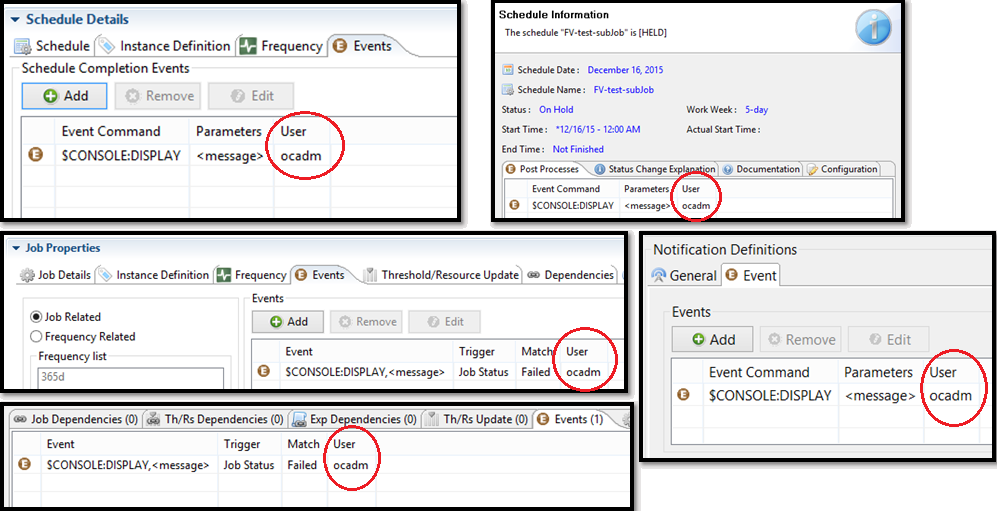 Schedule Details
Schedule Instance Definition Frequency Events
Schedule Completion Events
Add Remove Edit
Event Command Parameters User
$CONSOLE:DISPLAY <message> ocadm
Schedule Information
The schedule "FV-test-subJob" is [HELD]
Schedule Date : December 16, 2015
Schedule Name : FV-test-subJob
Status : On Hold Work Week : 5-day
Start Time : *12/16/15 - 12:00 AM Actual Start Time :
End Time : Not Finished
Post Processes Status Change Explanation Documentation Configuration
Event Command Parameters User
$CONSOLE:DISPLAY <message> ocadm
Job Properties
Job Details Instance Definition Frequency Events Threshold/Resource Update Dependencies
Job Related
Frequency Related
Frequency list
365d
Events
Add Remove Edit
Event Trigger Match User
$CONSOLE:DISPLAY,<message> Job Status Failed ocadm
Notification Definitions
General Event
Events
Add Remove Edit
Event Command Parameters User
$CONSOLE:DISPLAY <message> ocadm
Job Dependencies (0) Th/Rs Dependencies (0) Exp Dependencies (0) Th/Rs Update (0) Events (1)
Event Trigger Match User
$CONSOLE:DISPLAY,<message> Job Status Failed ocadm